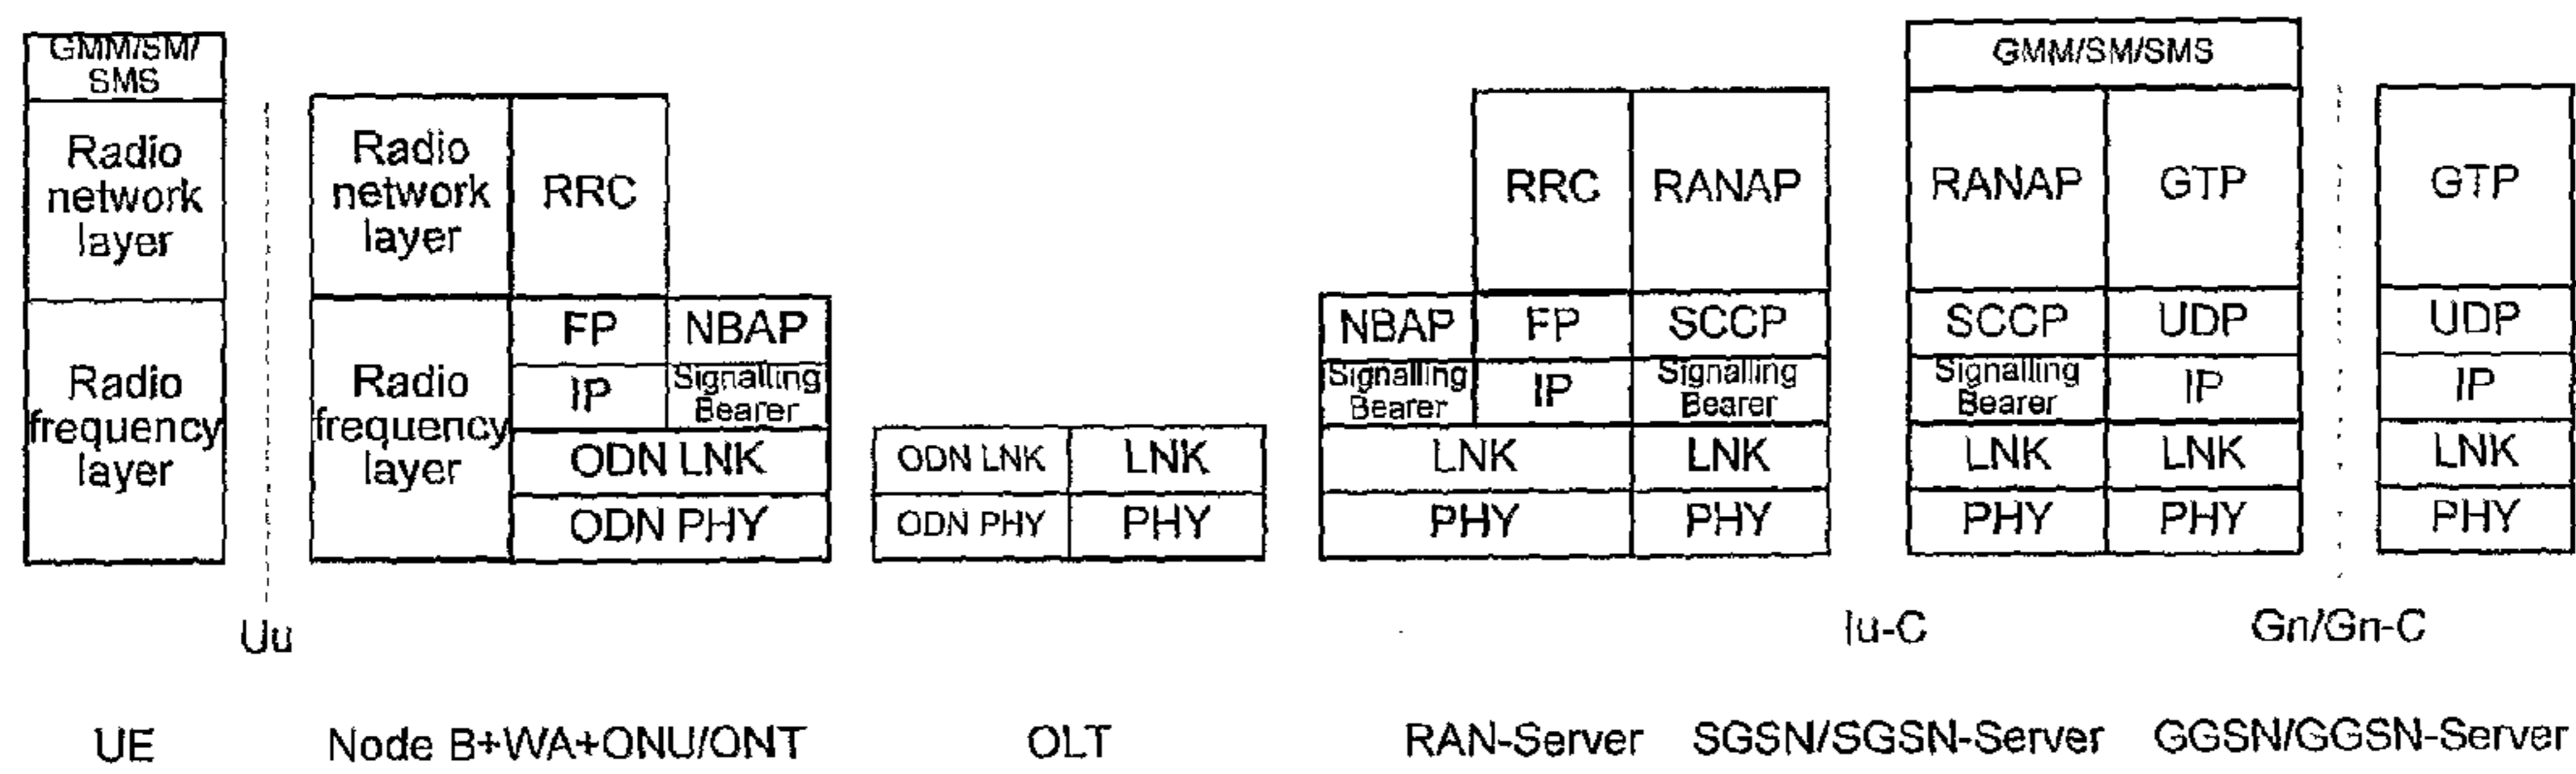 GMM/SM/
SMS
Radio
network
layer
Radio
frequency
layer
Radio
network
layer
RRC
Radio
frequency
layer
FP
NBAP
IP
Signalling
Bearer
ODN LNK
ODN PHY
ODN LNK
LNK
ODN PHY
PHY
RRC
RANAP
NBAP
FP
SCCP
Signalling
Bearer
IP
Signalling
Bearer
LNK
LNK
PHY
PHY
GMM/SM/SMS
RANAP
GTP
SCCP
UDP
Signalling
Bearer
IP
LNK
LNK
PHY
PHY
GTP
UDP
IP
LNK
PHY
Uu
Iu-C
Gn/Gn-C
UE
Node B+WA+ONU/ONT
OLT
RAN-Server
SGSN/SGSN-Server
GGSN/GGSN-Server